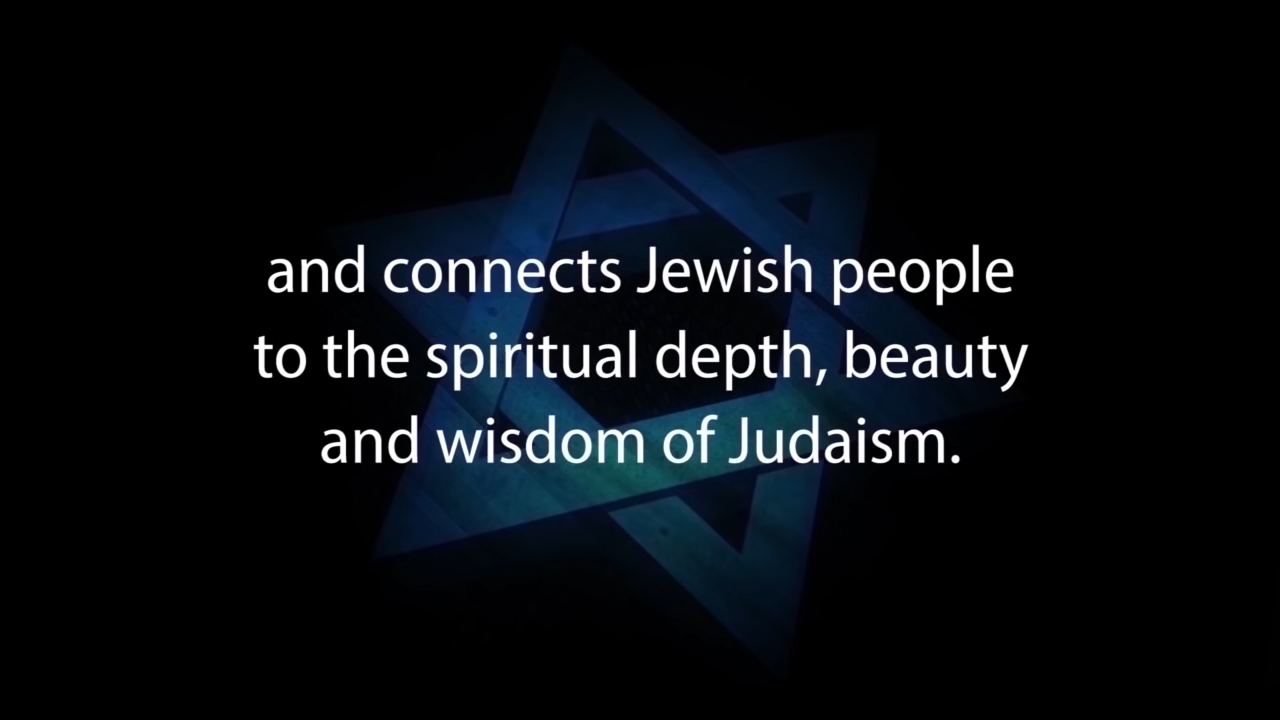 and connects Jewish people
to the spiritual depth, beauty
and wisdom of Judaism.